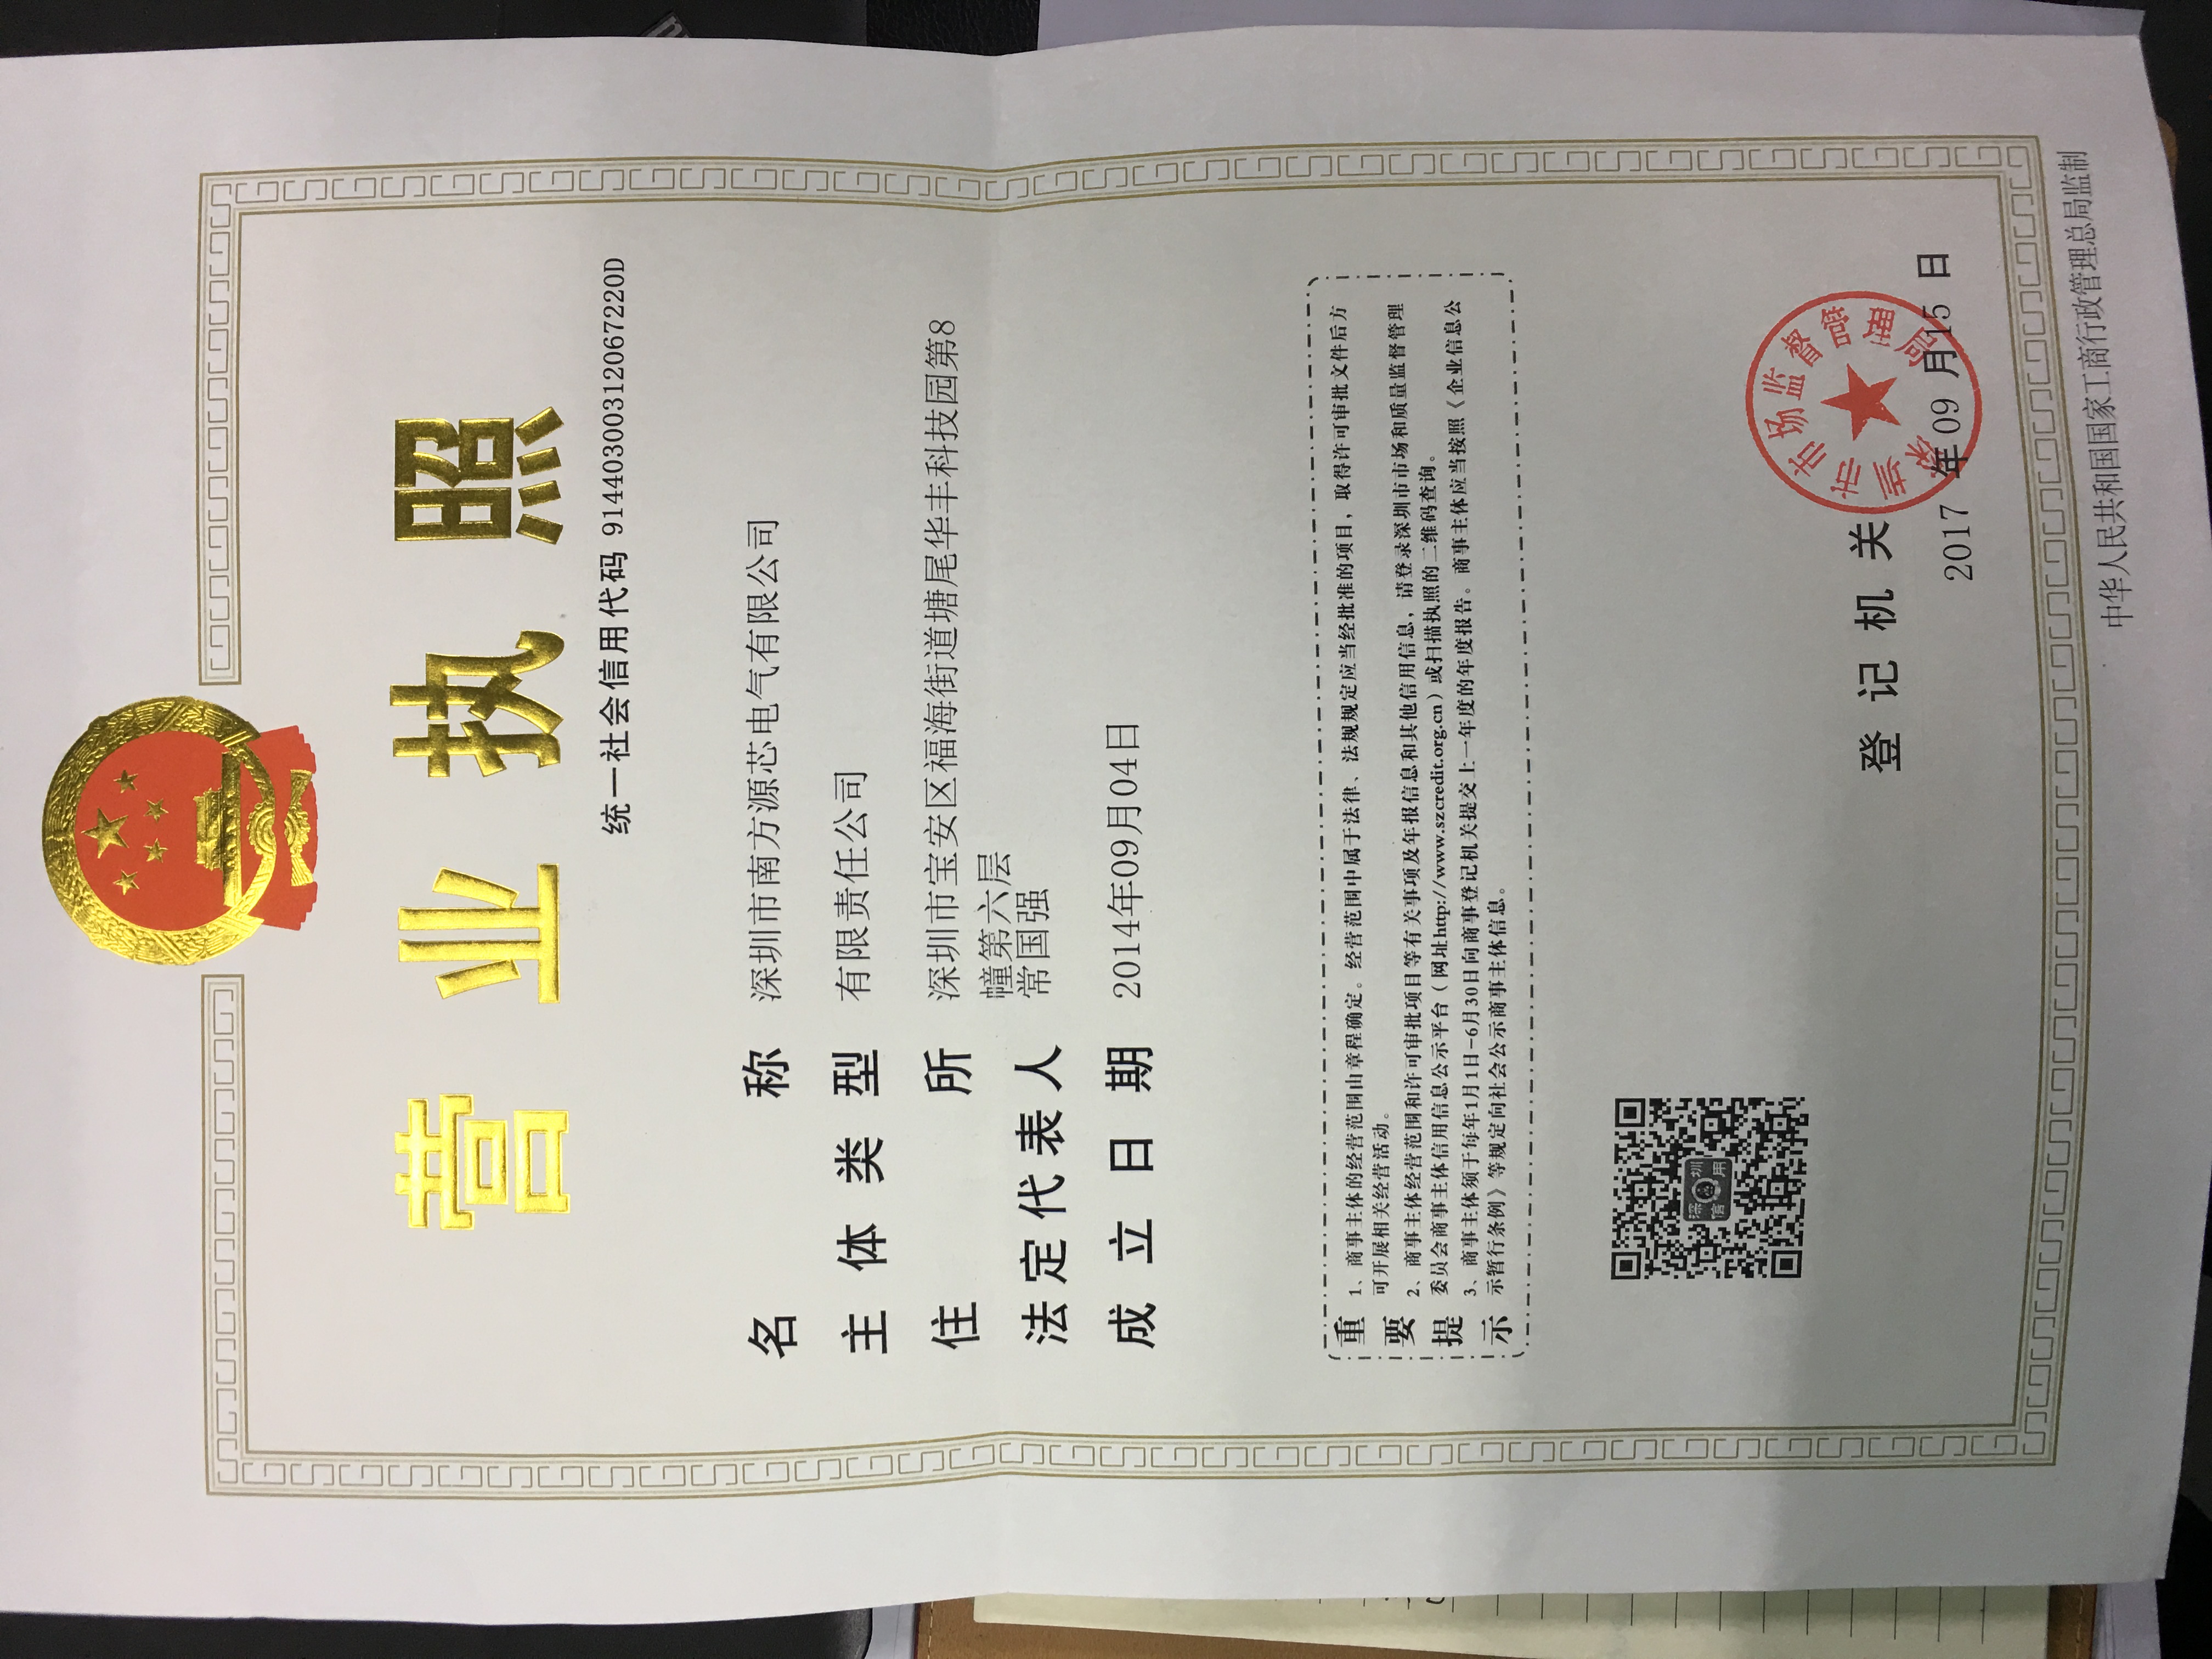 营业执照
统一社会信用代码 91440300312067220D
名称 深圳市南方源芯电气有限公司
主体类型 有限责任公司
住所 深圳市宝安区福海街道塘尾华丰科技园第8
幢第六层
法定代表人 常国强
成立日期 2014年09月04日
重要提示
1、商事主体的经营范围由章程确定。经营范围中属于法律、法规规定应当经批准的项目，取得许可审批文件后方
可开展相关经营活动。
2、商事主体经营范围和许可审批项目等有关事项及年报信息和其他信用信息，请登录深圳市市场和质量监督管理
委员会商事主体信用信息公示平台（网址http://www.szcredit.org.cn）或扫描执照的二维码查询。
3、商事主体须于每年1月1日-6月30日向商事登记机关提交上一年度的年度报告。商事主体应当按照《企业信息公
示暂行条例》等规定向社会公示商事主体信息。
深圳
信用
登记机关
深圳市市场监督管理局
2017 年 09 月 15 日
中华人民共和国国家工商行政管理总局监制